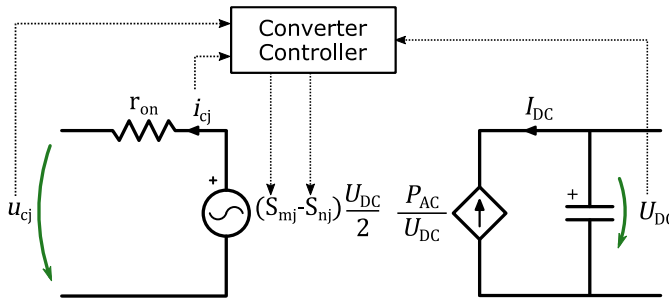 Converter
Controller
r_on
i_cj
I_DC
+
u_cj
(S_mj-S_nj) U_DC/2
P_AC/U_DC
+
U_DC